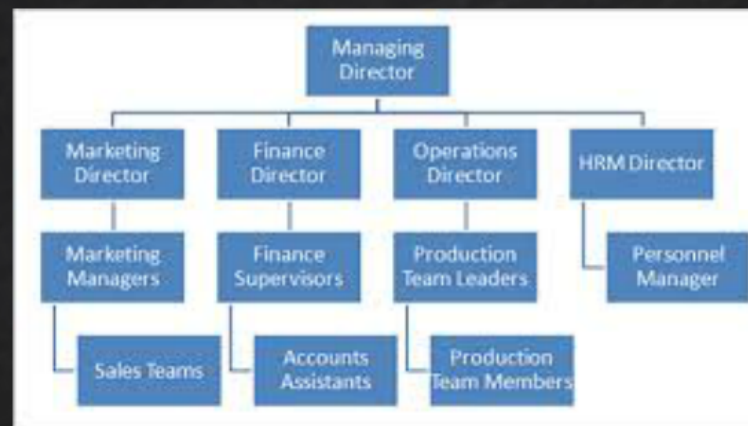 Managing
Director
Marketing
Director
Finance
Director
Operations
Director
HRM Director
Marketing
Managers
Finance
Supervisors
Production
Team Leaders
Personnel
Manager
Sales Teams
Accounts
Assistants
Production
Team Members